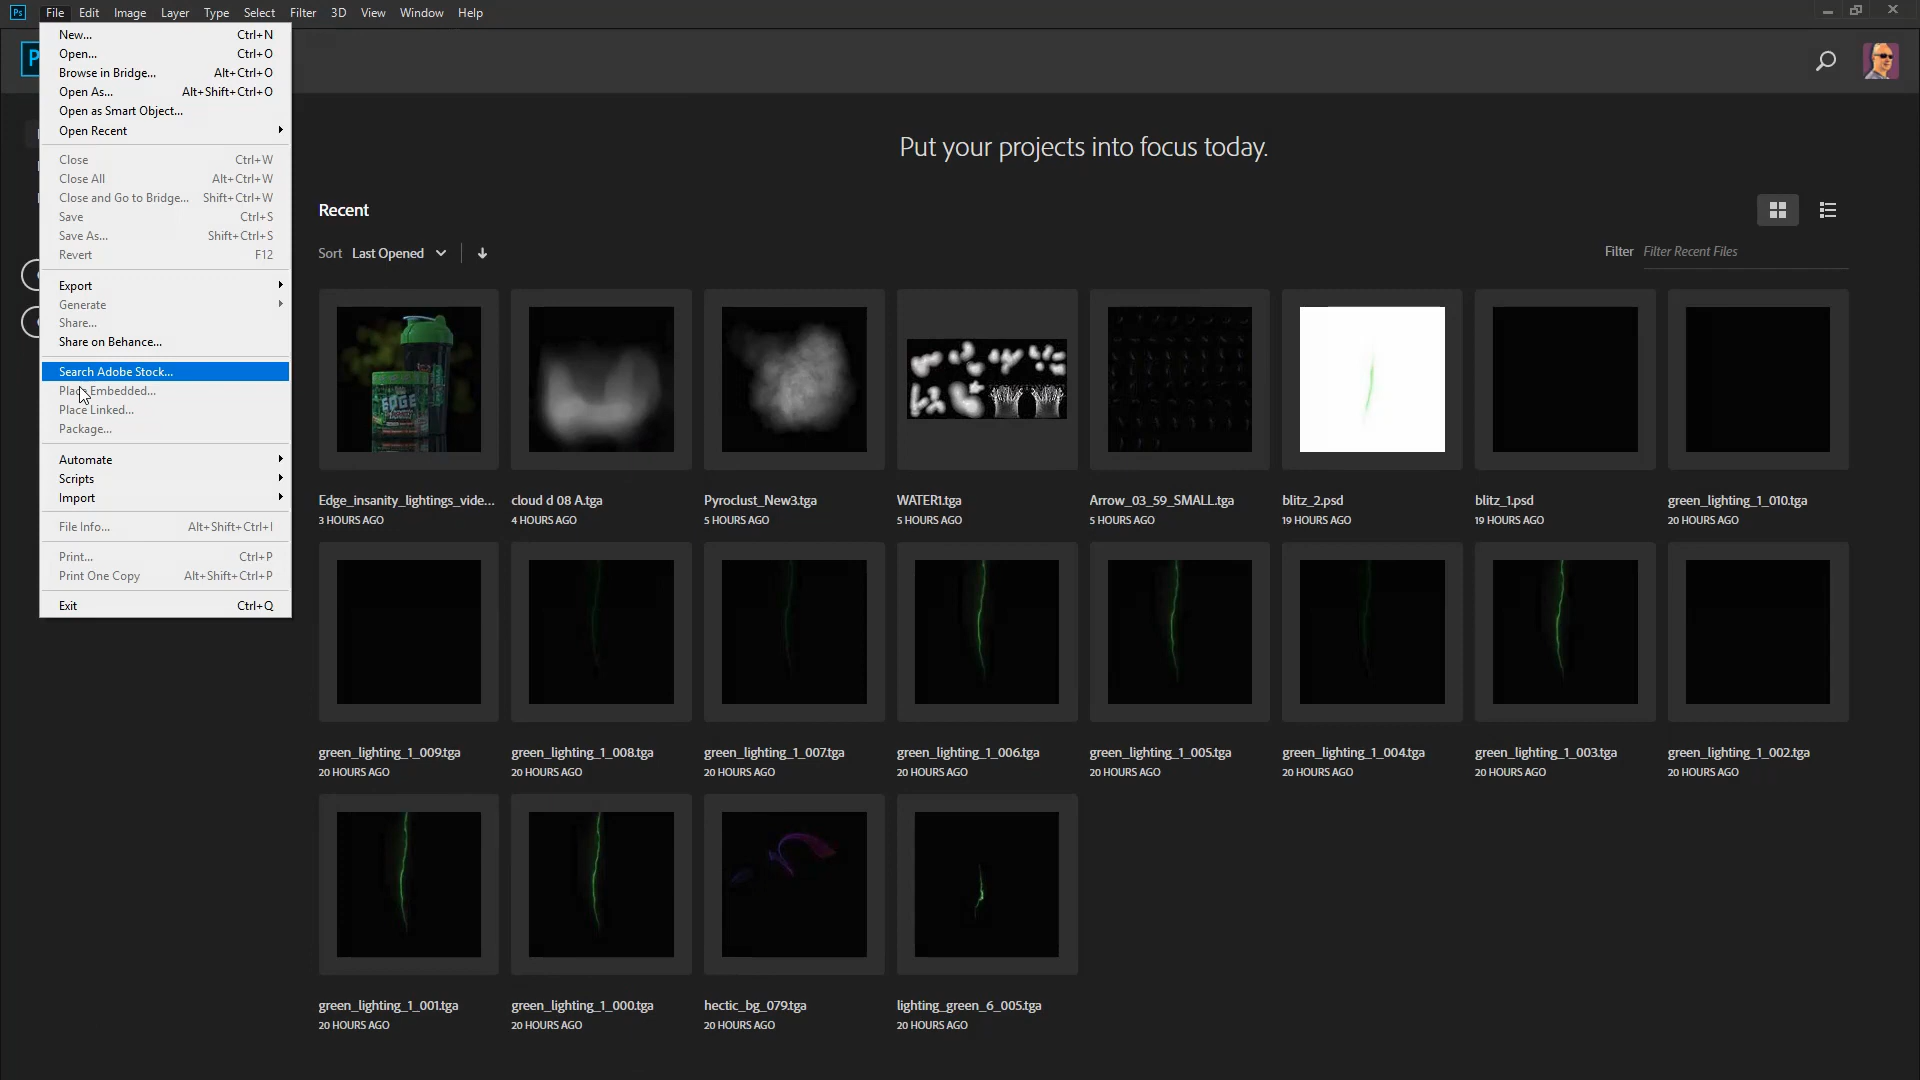 Ps File Edit Image Layer Type Select Filter 3D View Window Help
New... Ctrl+N
Open... Ctrl+O
Browse in Bridge... Alt+Ctrl+O
Open As... Alt+Shift+Ctrl+O
Open as Smart Object...
Open Recent
Close Ctrl+W
Close All Alt+Ctrl+W
Close and Go to Bridge... Shift+Ctrl+W
Save Ctrl+S
Save As... Shift+Ctrl+S
Revert F12
Export
Generate
Share...
Share on Behance...
Search Adobe Stock...
Place Embedded...
Place Linked...
Package...
Automate
Scripts
Import
File Info... Alt+Shift+Ctrl+I
Print... Ctrl+P
Print One Copy Alt+Shift+Ctrl+P
Exit Ctrl+Q
Put your projects into focus today.
Recent
Sort Last Opened
Filter Filter Recent Files
Edge_insanity_lightings_vide... cloud d 08 A.tga Pyroclust_New3.tga WATER1.tga Arrow_03_59_SMALL.tga blitz_2.psd blitz_1.psd green_lighting_1_010.tga
3 HOURS AGO 4 HOURS AGO 5 HOURS AGO 5 HOURS AGO 5 HOURS AGO 19 HOURS AGO 19 HOURS AGO 20 HOURS AGO
green_lighting_1_009.tga green_lighting_1_008.tga green_lighting_1_007.tga green_lighting_1_006.tga green_lighting_1_005.tga green_lighting_1_004.tga green_lighting_1_003.tga green_lighting_1_002.tga
20 HOURS AGO 20 HOURS AGO 20 HOURS AGO 20 HOURS AGO 20 HOURS AGO 20 HOURS AGO 20 HOURS AGO 20 HOURS AGO
green_lighting_1_001.tga green_lighting_1_000.tga hectic_bg_079.tga lighting_green_6_005.tga
20 HOURS AGO 20 HOURS AGO 20 HOURS AGO 20 HOURS AGO